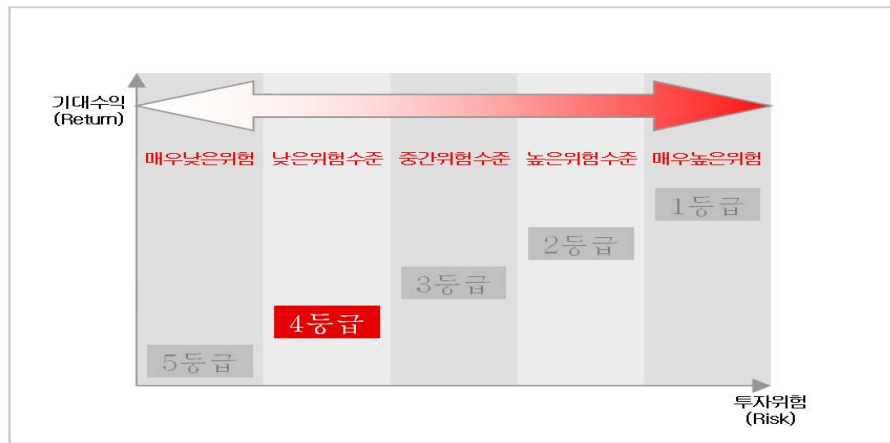 기대수익
(Return)
매우낮은위험 낮은위험수준 중간위험수준 높은위험수준 매우높은위험
1등급
2등급
3등급
4등급
5등급
투자위험
(Risk)